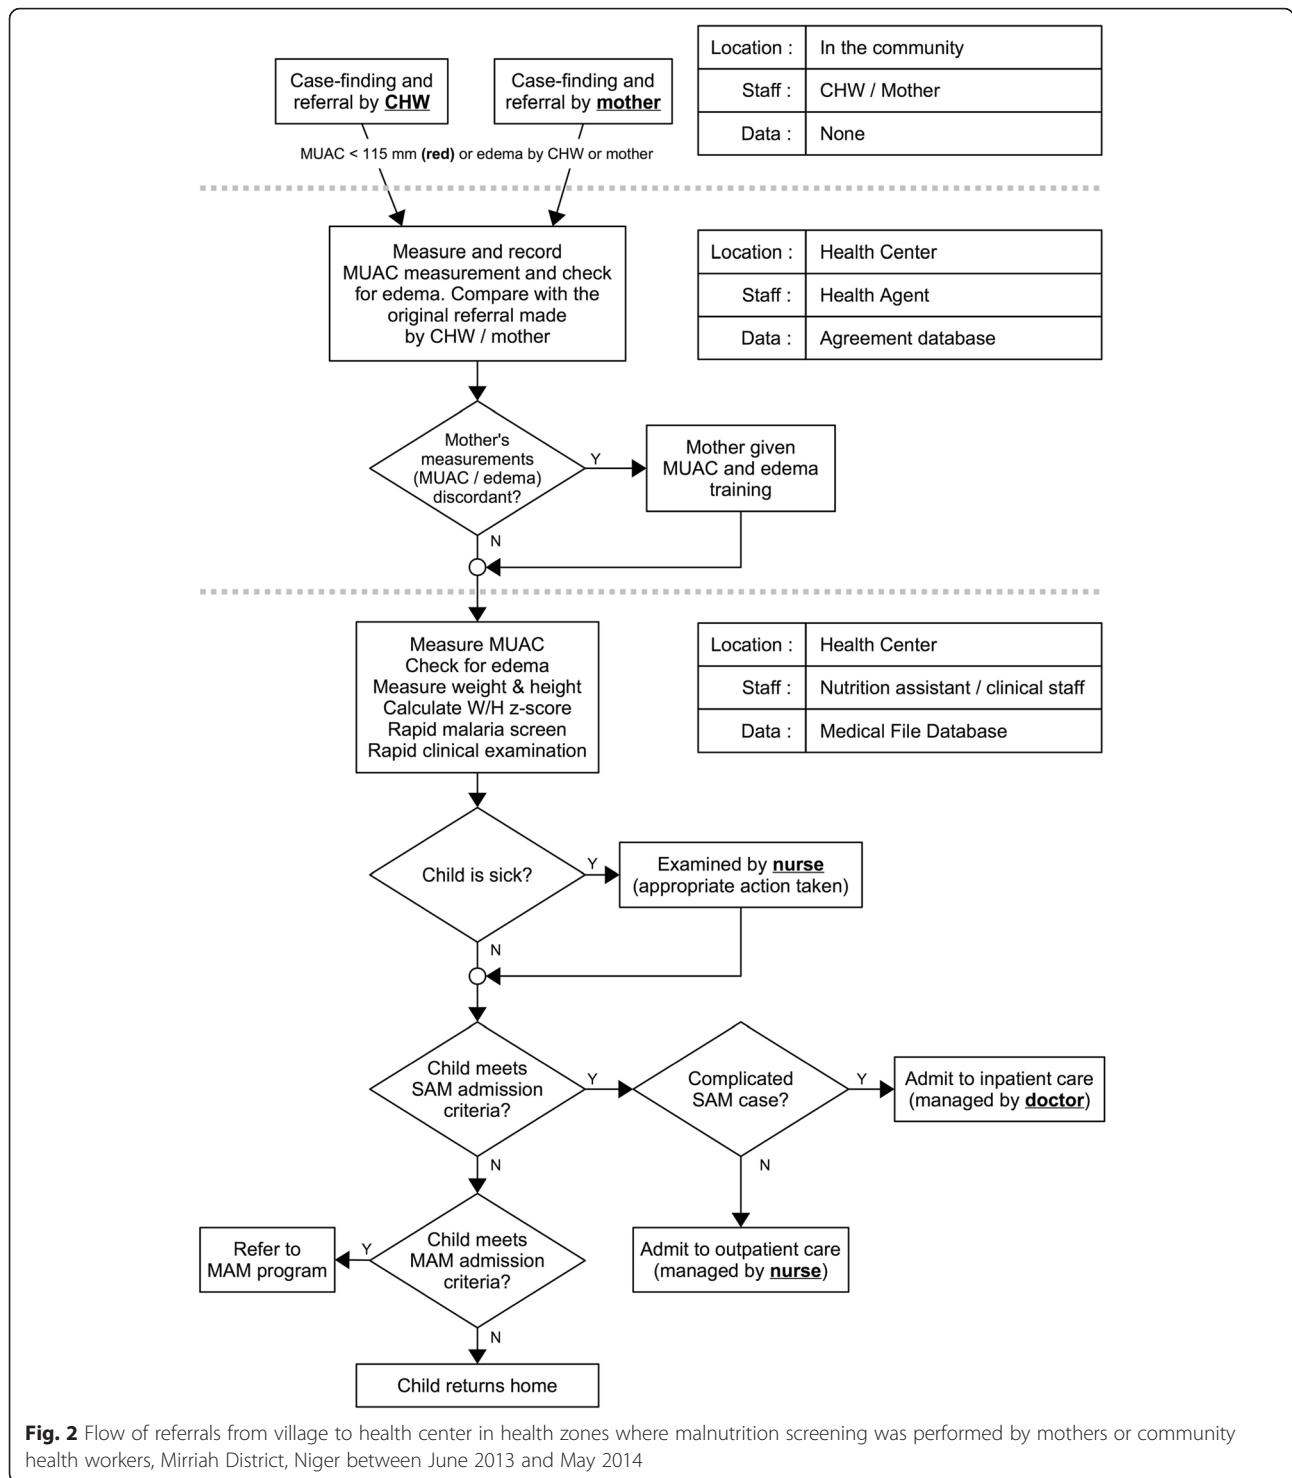 Case-finding and
referral by CHW
Case-finding and
referral by mother
MUAC < 115 mm (red) or edema by CHW or mother
Location : In the community
Staff : CHW / Mother
Data : None
Measure and record
MUAC measurement and check
for edema. Compare with the
original referral made
by CHW / mother
Location : Health Center
Staff : Health Agent
Data : Agreement database
Mother's
measurements
(MUAC / edema)
discordant?
Y
Mother given
MUAC and edema
training
N
Measure MUAC
Check for edema
Measure weight & height
Calculate W/H z-score
Rapid malaria screen
Rapid clinical examination
Location : Health Center
Staff : Nutrition assistant / clinical staff
Data : Medical File Database
Child is sick?
Y
Examined by nurse
(appropriate action taken)
N
Child meets
SAM admission
criteria?
Y
Complicated
SAM case?
Y
Admit to inpatient care
(managed by doctor)
N
N
Child meets
MAM admission
criteria?
Y
Refer to
MAM program
Admit to outpatient care
(managed by nurse)
N
Child returns home
Fig. 2 Flow of referrals from village to health center in health zones where malnutrition screening was performed by mothers or community
health workers, Mirriah District, Niger between June 2013 and May 2014